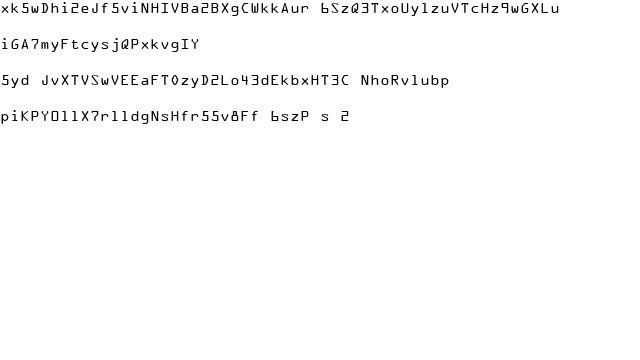 xk5wDhi2eJf5viNHIVBa2BXgCWkkAur 6SzQ3TxoUylzuVTcHz9wGXLu
iGA7myFtcysjQPxkvgIY
5yd JvXTVSwVEEaFT0zyD2Lo43dEkbxHT3C NhoRvlubp
piKPYOllX7rlldgNsHfr55v8Ff 6szP s 2